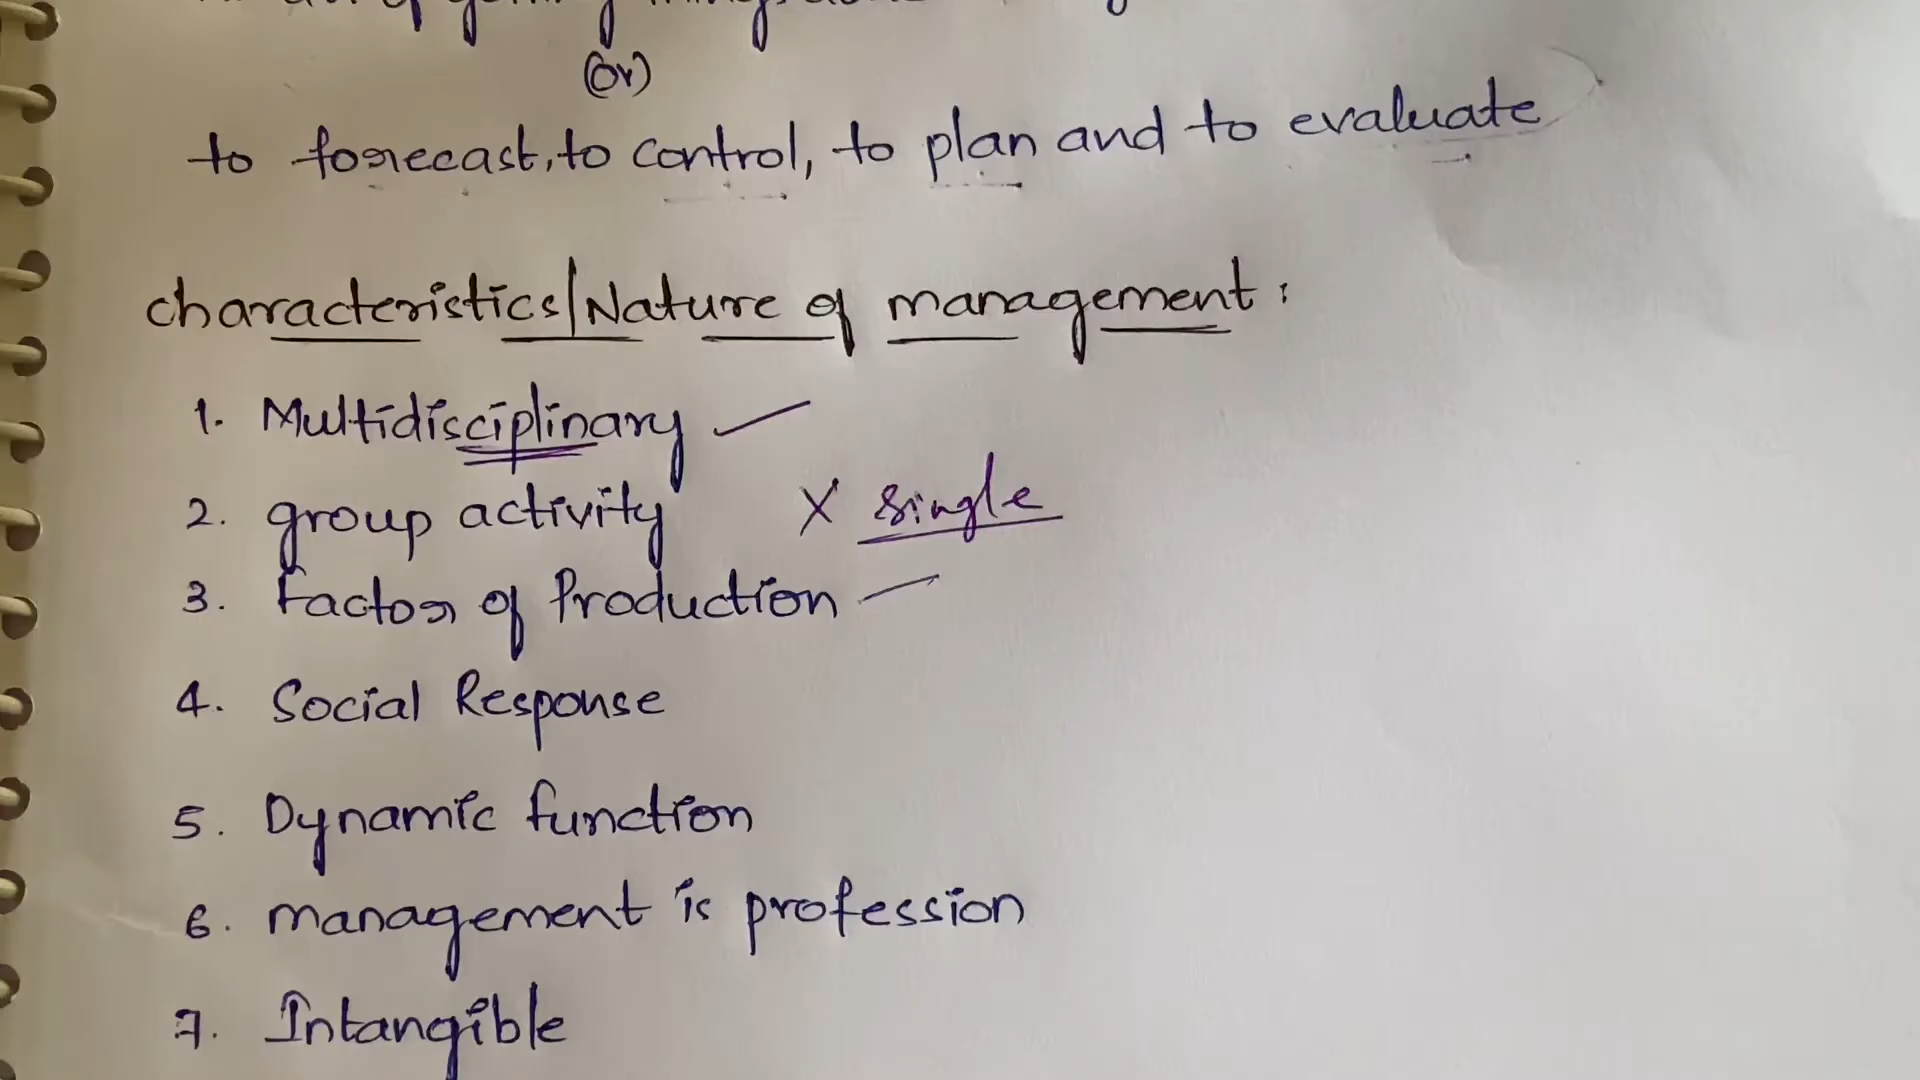 (or)
to forecast, to control, to plan and to evaluate
characteristics/Nature of management:
1. Multidisciplinary
2. group activity X single
3. Factor of Production
4. Social Response
5. Dynamic function
6. management is profession
7. Intangible